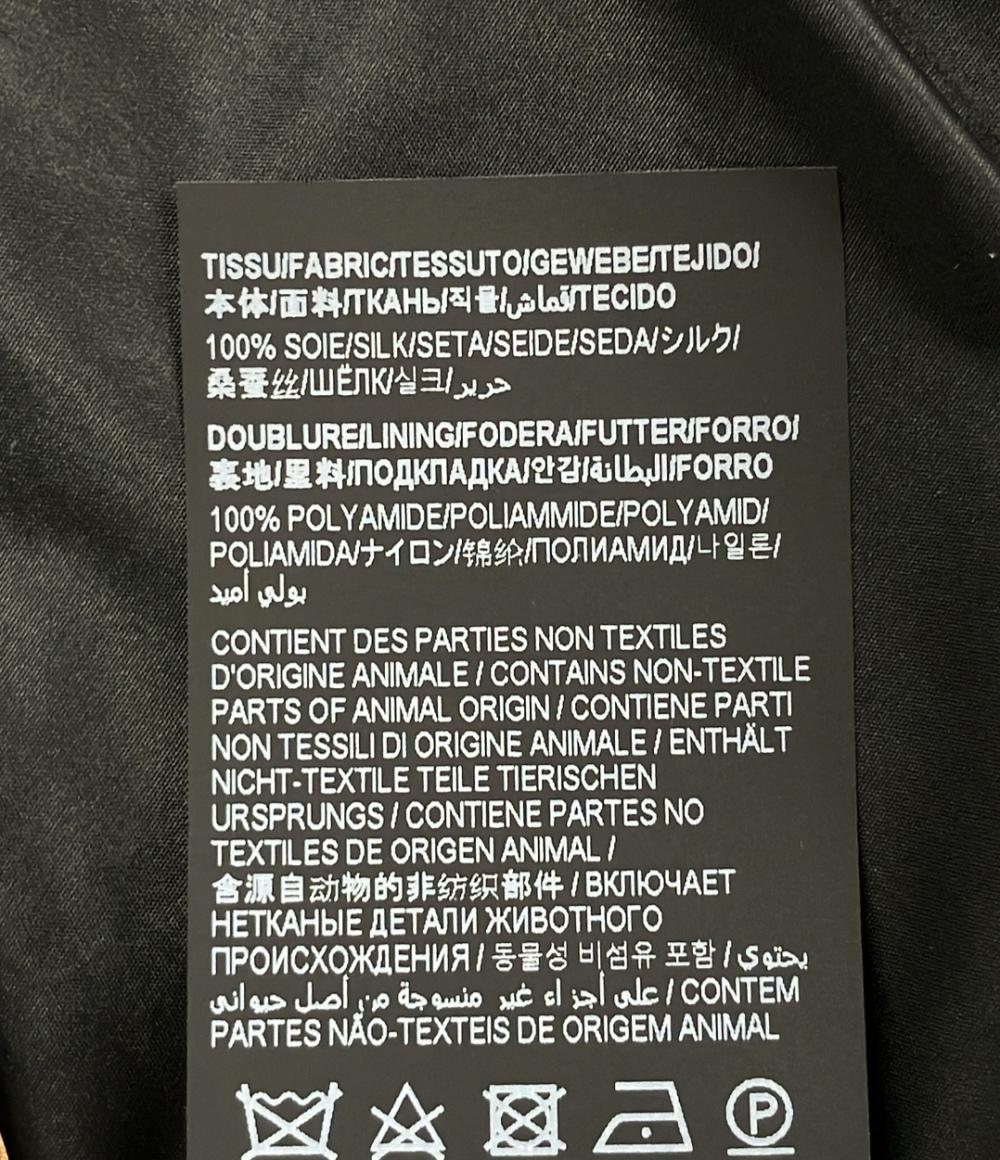 TISSU/FABRIC/TESSUTO/GEWEBE/TEJIDO/
本体/面料/ТКАНЬ/직물/قماش/TECIDO
100% SOIE/SILK/SETA/SEIDE/SEDA/シルク/
桑蚕丝/ШЁЛК/실크/حرير
DOUBLURE/LINING/FODERA/FUTTER/FORRO/
裏地/里料/ПОДКПАДКА/안감/البطانة/FORRO
100% POLYAMIDE/POLIAMMIDE/POLYAMID/
POLIAMIDA/ナイロン/锦纶/ПОЛИАМИД/나일론/
بولي أميد
CONTIENT DES PARTIES NON TEXTILES
D'ORIGINE ANIMALE / CONTAINS NON-TEXTILE
PARTS OF ANIMAL ORIGIN / CONTIENE PARTI
NON TESSILI DI ORIGINE ANIMALE / ENTHÄLT
NICHT-TEXTILE TEILE TIERISCHEN
URSPRUNGS / CONTIENE PARTES NO
TEXTILES DE ORIGEN ANIMAL /
含源自动物的非纺织部件 / ВКЛЮЧАЕТ
НЕТКАНЫЕ ДЕТАЛИ ЖИВОТНОГО
ПРОИСХОЖДЕНИЯ / 동물성 비섬유 포함 / يحتوي
على أجزاء غير منسوجة من أصل حيواني / CONTEM
PARTES NÃO-TEXTEIS DE ORIGEM ANIMAL
P